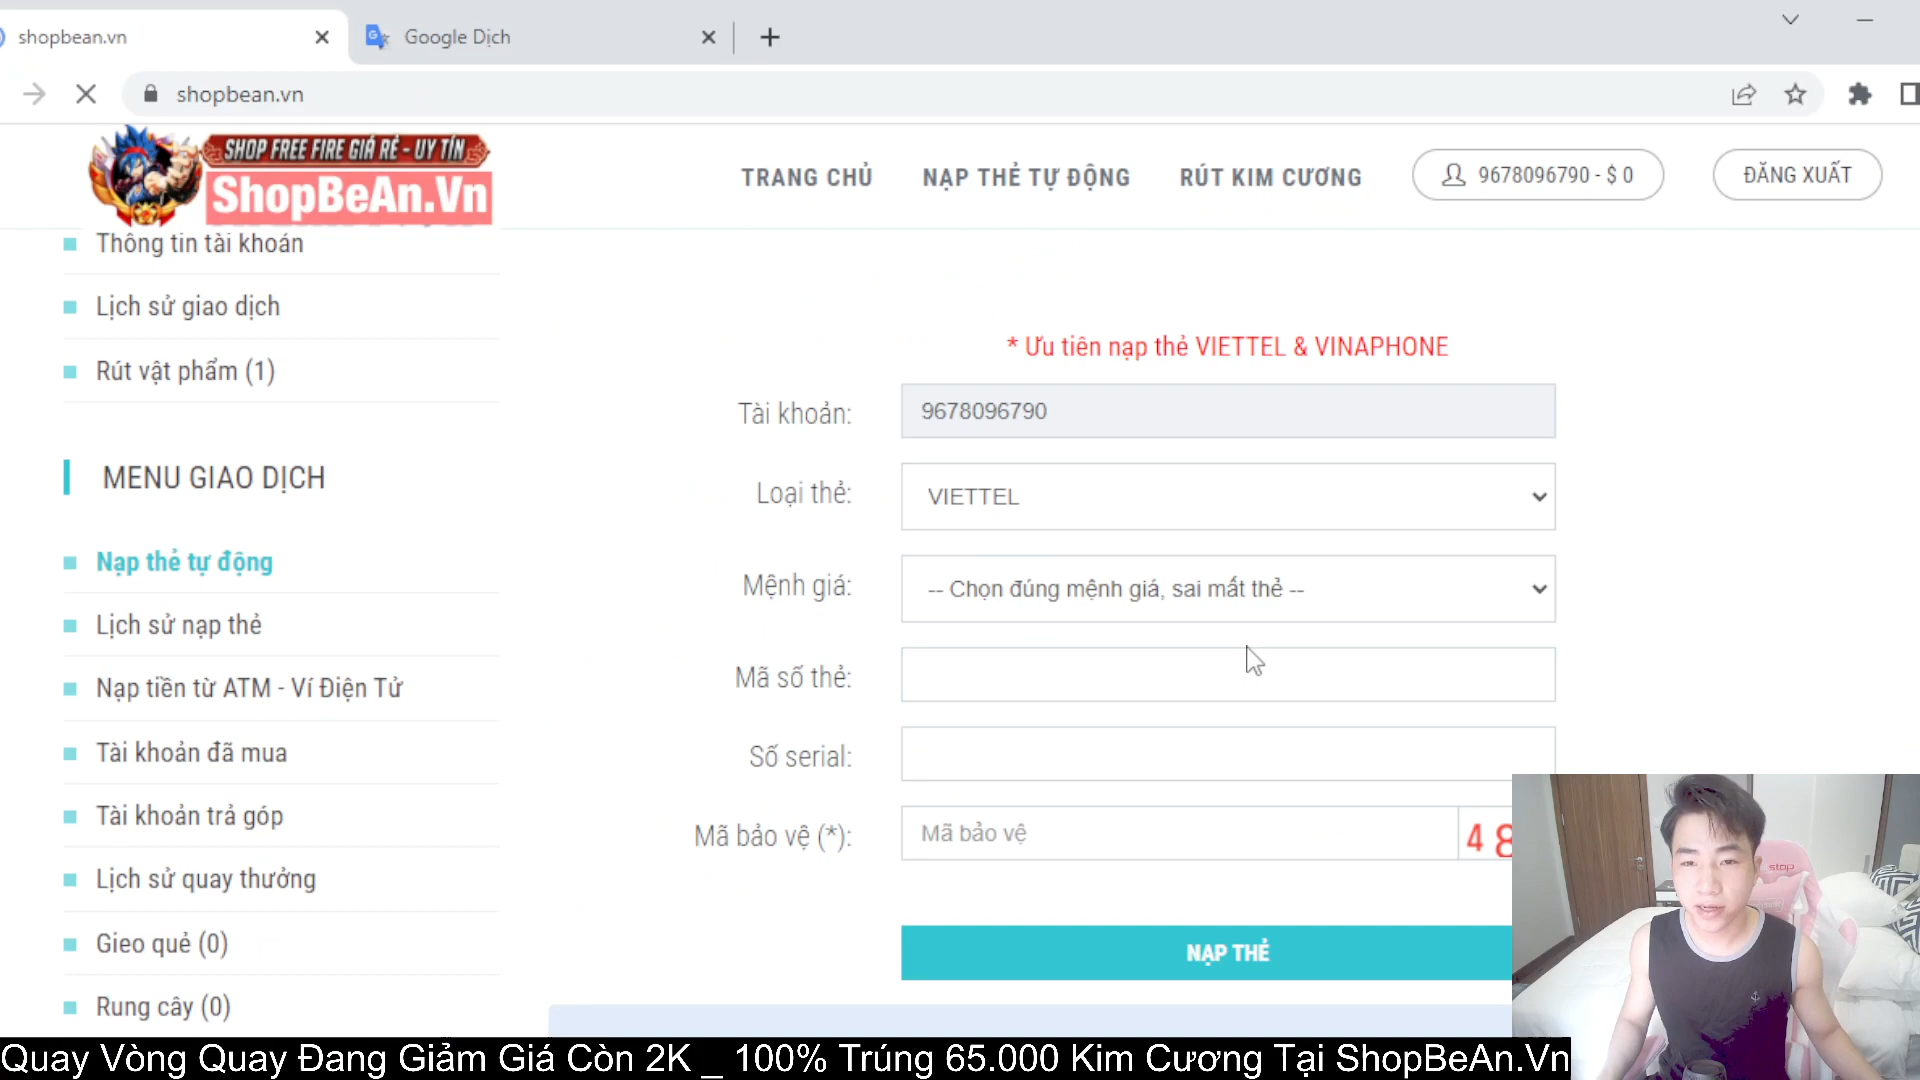 shopbean.vn
Google Dịch
shopbean.vn
SHOP FREE FIRE GIÁ RẺ - UY TÍN
ShopBeAn.Vn
TRANG CHỦ
NẠP THẺ TỰ ĐỘNG
RÚT KIM CƯƠNG
9678096790 - $ 0
ĐĂNG XUẤT
Thông tin tài khoản
Lịch sử giao dịch
Rút vật phẩm (1)
MENU GIAO DỊCH
Nạp thẻ tự động
Lịch sử nạp thẻ
Nạp tiền từ ATM - Ví Điện Tử
Tài khoản đã mua
Tài khoản trả góp
Lịch sử quay thưởng
Gieo quẻ (0)
Rung cây (0)
* Ưu tiên nạp thẻ VIETTEL & VINAPHONE
Tài khoản:
9678096790
Loại thẻ:
VIETTEL
Mệnh giá:
-- Chọn đúng mệnh giá, sai mất thẻ --
Mã số thẻ:
Số serial:
Mã bảo vệ (*):
Mã bảo vệ
48
NẠP THẺ
stop
Quay Vòng Quay Đang Giảm Giá Còn 2K _ 100% Trúng 65.000 Kim Cương Tại ShopBeAn.Vn